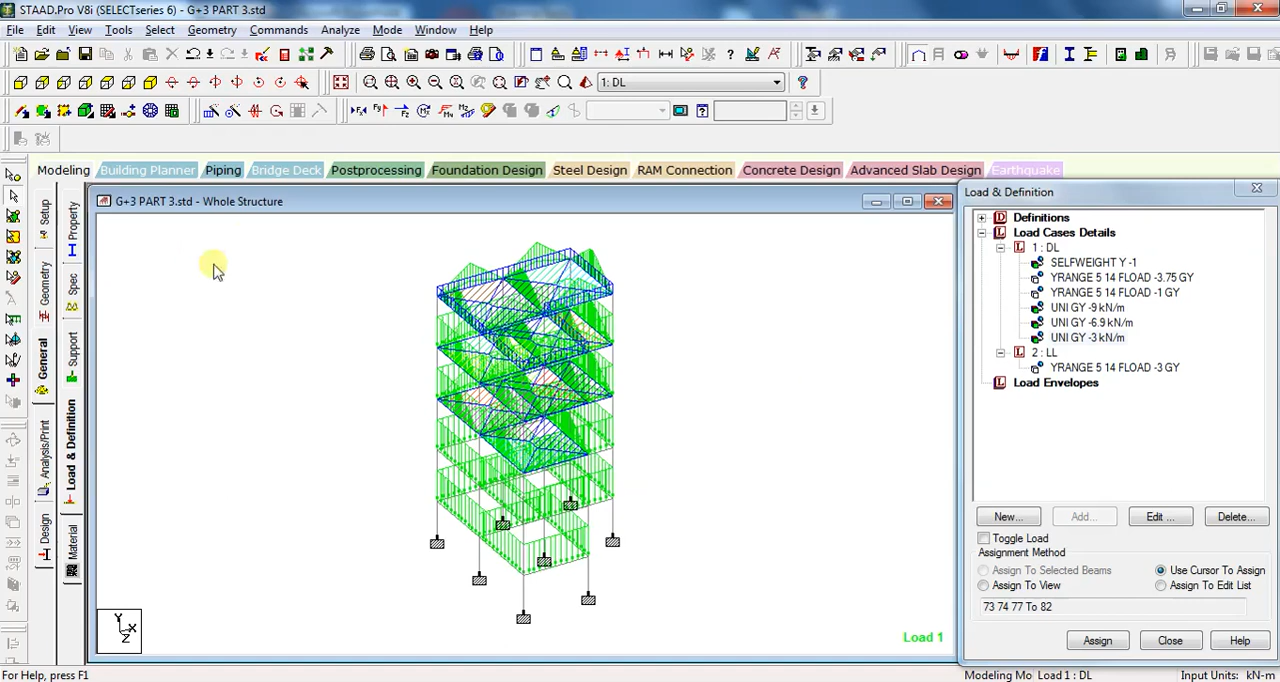 STAAD.Pro V8i (SELECTseries 6) - G+3 PART 3.std
File Edit View Tools Select Geometry Commands Analyze Mode Window Help
1: DL
Modeling Building Planner Piping Bridge Deck Postprocessing Foundation Design Steel Design RAM Connection Concrete Design Advanced Slab Design Earthquake
G+3 PART 3.std - Whole Structure
Setup
Geometry
General
Analysis/Print
Design
Property
Spec
Support
Load & Definition
Material
Y
X
Z
Load 1
Load & Definition
Definitions
Load Cases Details
1 : DL
SELFWEIGHT Y -1
YRANGE 5 14 FLOAD -3.75 GY
YRANGE 5 14 FLOAD -1 GY
UNI GY -9 kN/m
UNI GY -6.9 kN/m
UNI GY -3 kN/m
2 : LL
YRANGE 5 14 FLOAD -3 GY
Load Envelopes
New... Add... Edit ... Delete...
Toggle Load
Assignment Method
Assign To Selected Beams Use Cursor To Assign
Assign To View Assign To Edit List
73 74 77 To 82
Assign Close Help
For Help, press F1 Modeling Mo Load 1 : DL Input Units: kN-m